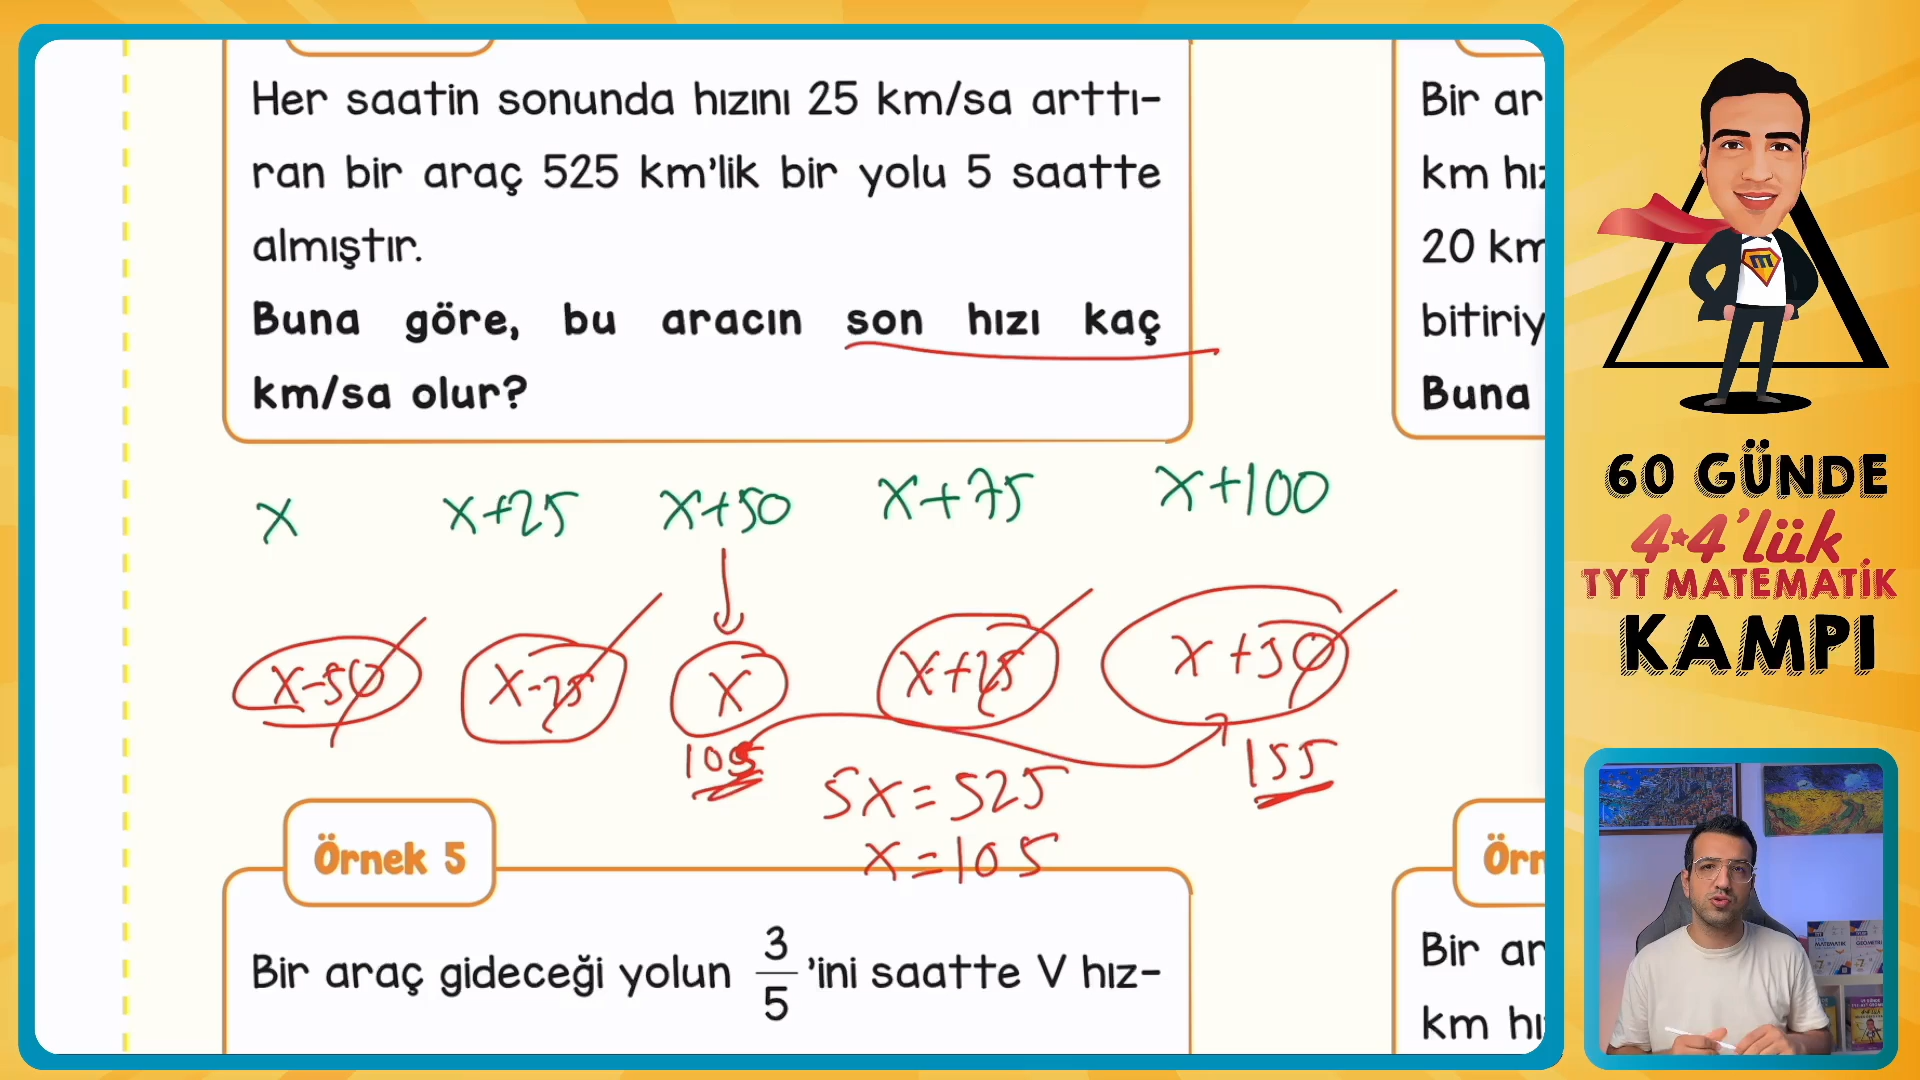 Her saatin sonunda hızını 25 km/sa arttı-
ran bir araç 525 km'lik bir yolu 5 saatte
almıştır.
Buna göre, bu aracın son hızı kaç
km/sa olur?
x x+25 x+50 x+75 x+100
x-50 x-25 x x+25 x+50
105 155
5x=525
x=105
Örnek 5
Bir araç gideceği yolun 3/5 'ini saatte V hız-
Bir ar
km hız
20 km
bitiriy
Buna
Örn
Bir ar
km hı
60 GÜNDE
4★4'lük
TYT MATEMATİK
KAMPI
m